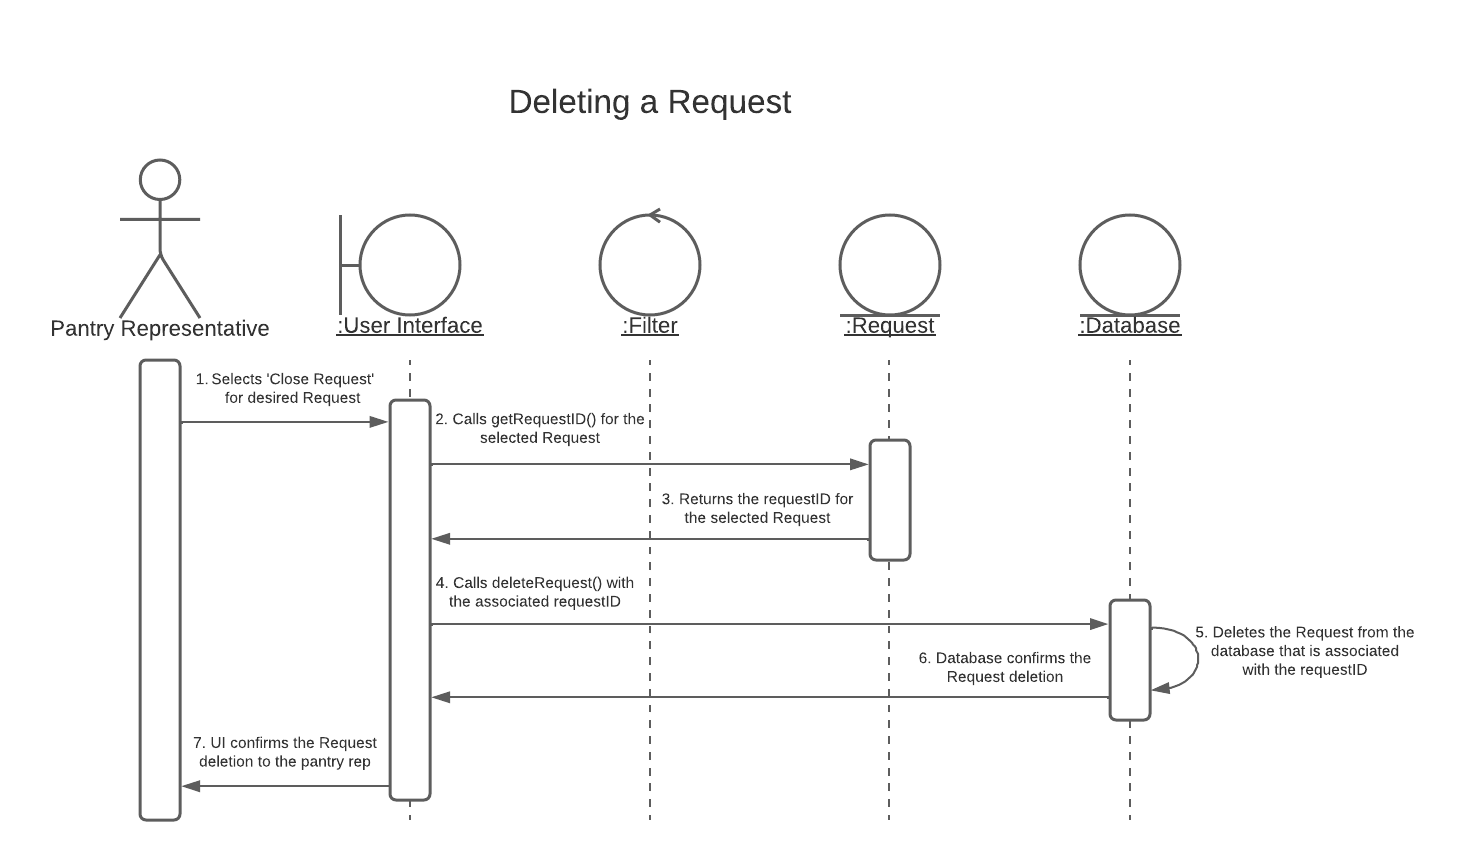 Deleting a Request
Pantry Representative
:User Interface
:Filter
:Request
:Database
1. Selects 'Close Request'
for desired Request
2. Calls getRequestID() for the
selected Request
3. Returns the requestID for
the selected Request
4. Calls deleteRequest() with
the associated requestID
5. Deletes the Request from the
database that is associated
with the requestID
6. Database confirms the
Request deletion
7. UI confirms the Request
deletion to the pantry rep